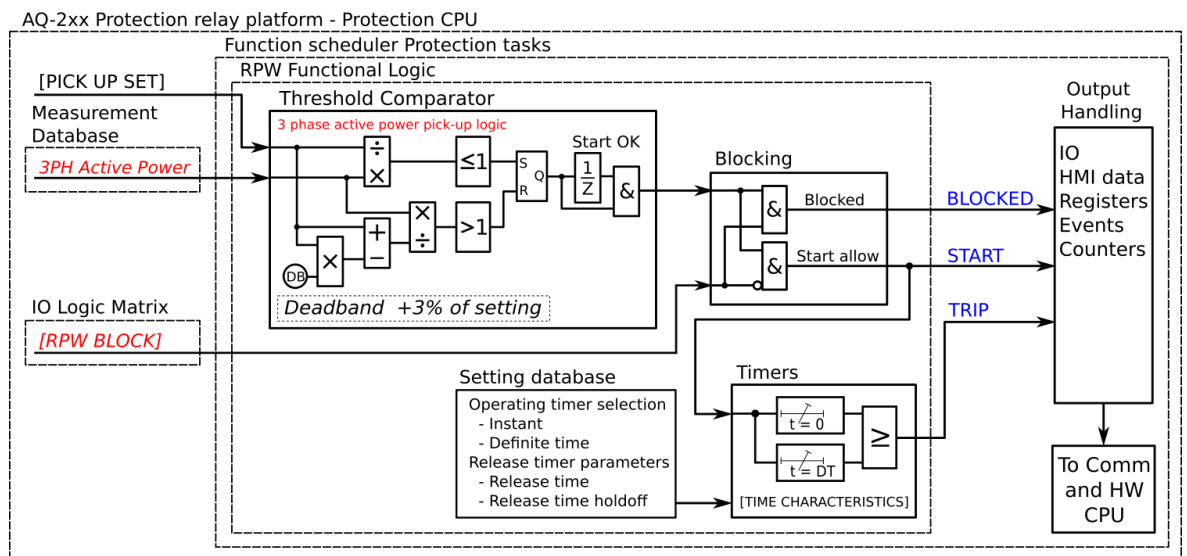 AQ-2xx Protection relay platform - Protection CPU
Function scheduler Protection tasks
RPW Functional Logic
[PICK UP SET]
Measurement
Database
3PH Active Power
Threshold Comparator
3 phase active power pick-up logic
÷
×
≤1
S
Q
R
Start OK
1
Z
&
×
÷
>1
+
−
×
DB
Deadband +3% of setting
IO Logic Matrix
[RPW BLOCK]
Blocking
&
Blocked
&
Start allow
BLOCKED
START
TRIP
Output
Handling
IO
HMI data
Registers
Events
Counters
Setting database
Operating timer selection
- Instant
- Definite time
Release timer parameters
- Release time
- Release time holdoff
Timers
t = 0
t = DT
≥
[TIME CHARACTERISTICS]
To Comm
and HW
CPU